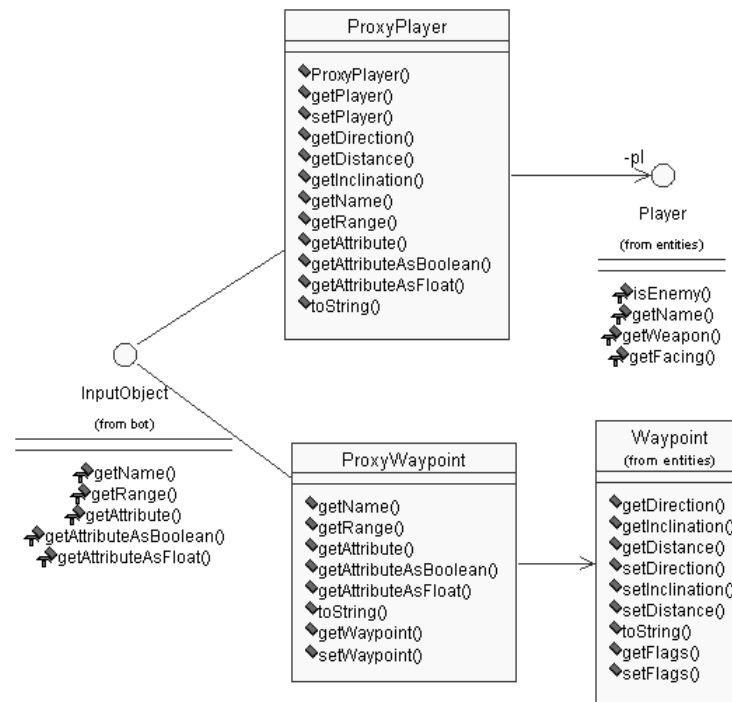 ProxyPlayer
ProxyPlayer()
getPlayer()
setPlayer()
getDirection()
getDistance()
getInclination()
getName()
getRange()
getAttribute()
getAttributeAsBoolean()
getAttributeAsFloat()
toString()
-pl
Player
(from entities)
isEnemy()
getName()
getWeapon()
getFacing()
InputObject
(from bot)
getName()
getRange()
getAttribute()
getAttributeAsBoolean()
getAttributeAsFloat()
ProxyWaypoint
getName()
getRange()
getAttribute()
getAttributeAsBoolean()
getAttributeAsFloat()
toString()
getWaypoint()
setWaypoint()
Waypoint
(from entities)
getDirection()
getInclination()
getDistance()
setDirection()
setInclination()
setDistance()
toString()
getFlags()
setFlags()